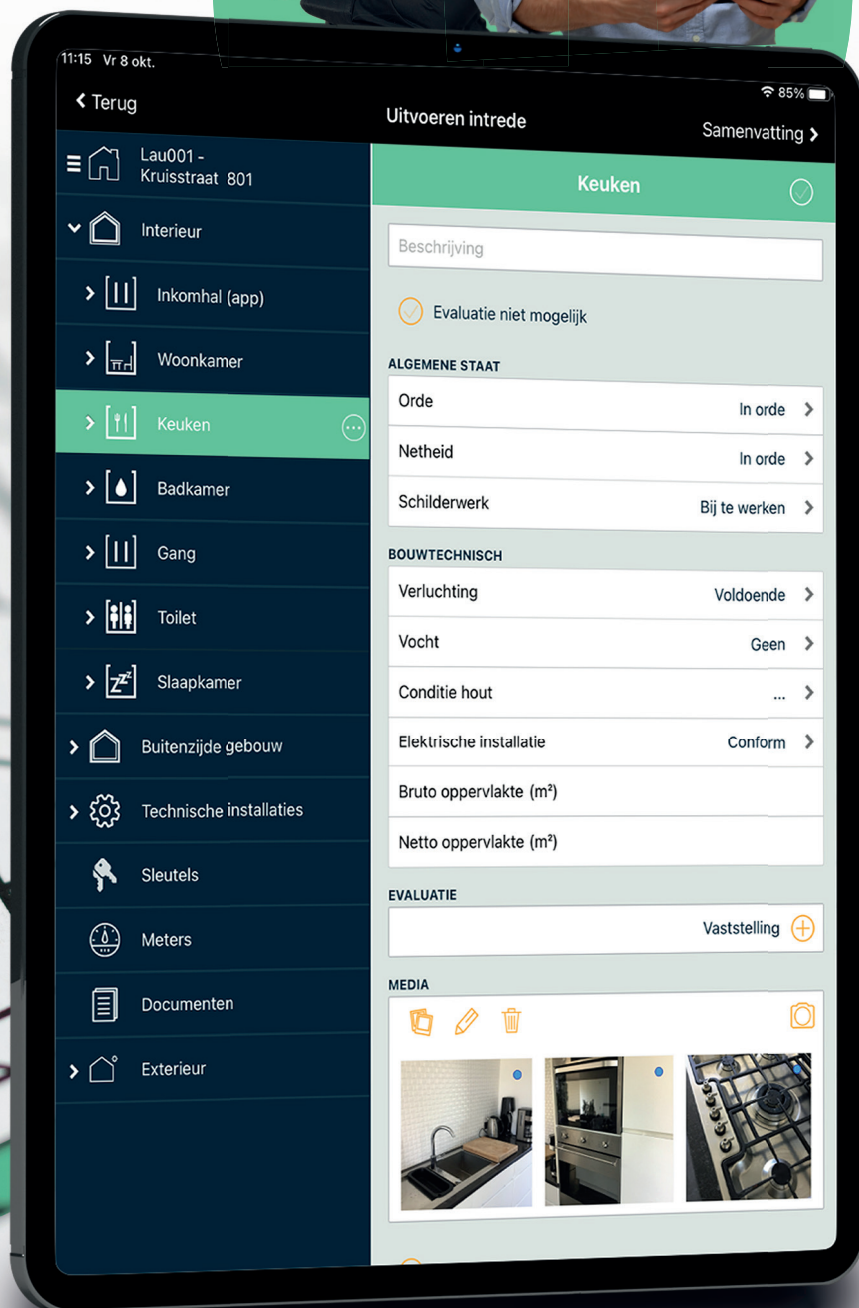 11:15 Vr 8 okt.
85%
Terug
Uitvoeren intrede
Samenvatting
Lau001 -
Kruisstraat 801
Interieur
Inkomhal (app)
Woonkamer
Keuken
Badkamer
Gang
Toilet
Slaapkamer
Buitenzijde gebouw
Technische installaties
Sleutels
Meters
Documenten
Exterieur
Keuken
Beschrijving
Evaluatie niet mogelijk
ALGEMENE STAAT
Orde In orde
Netheid In orde
Schilderwerk Bij te werken
BOUWTECHNISCH
Verluchting Voldoende
Vocht Geen
Conditie hout ...
Elektrische installatie Conform
Bruto oppervlakte (m²)
Netto oppervlakte (m²)
EVALUATIE
Vaststelling
MEDIA